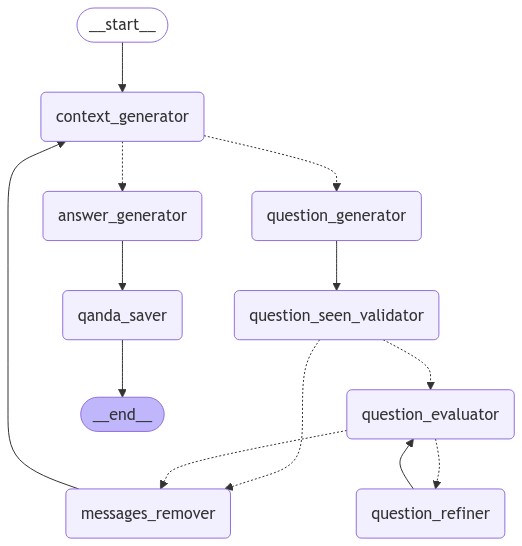 __start__
context_generator
answer_generator
question_generator
qanda_saver
question_seen_validator
__end__
question_evaluator
messages_remover
question_refiner